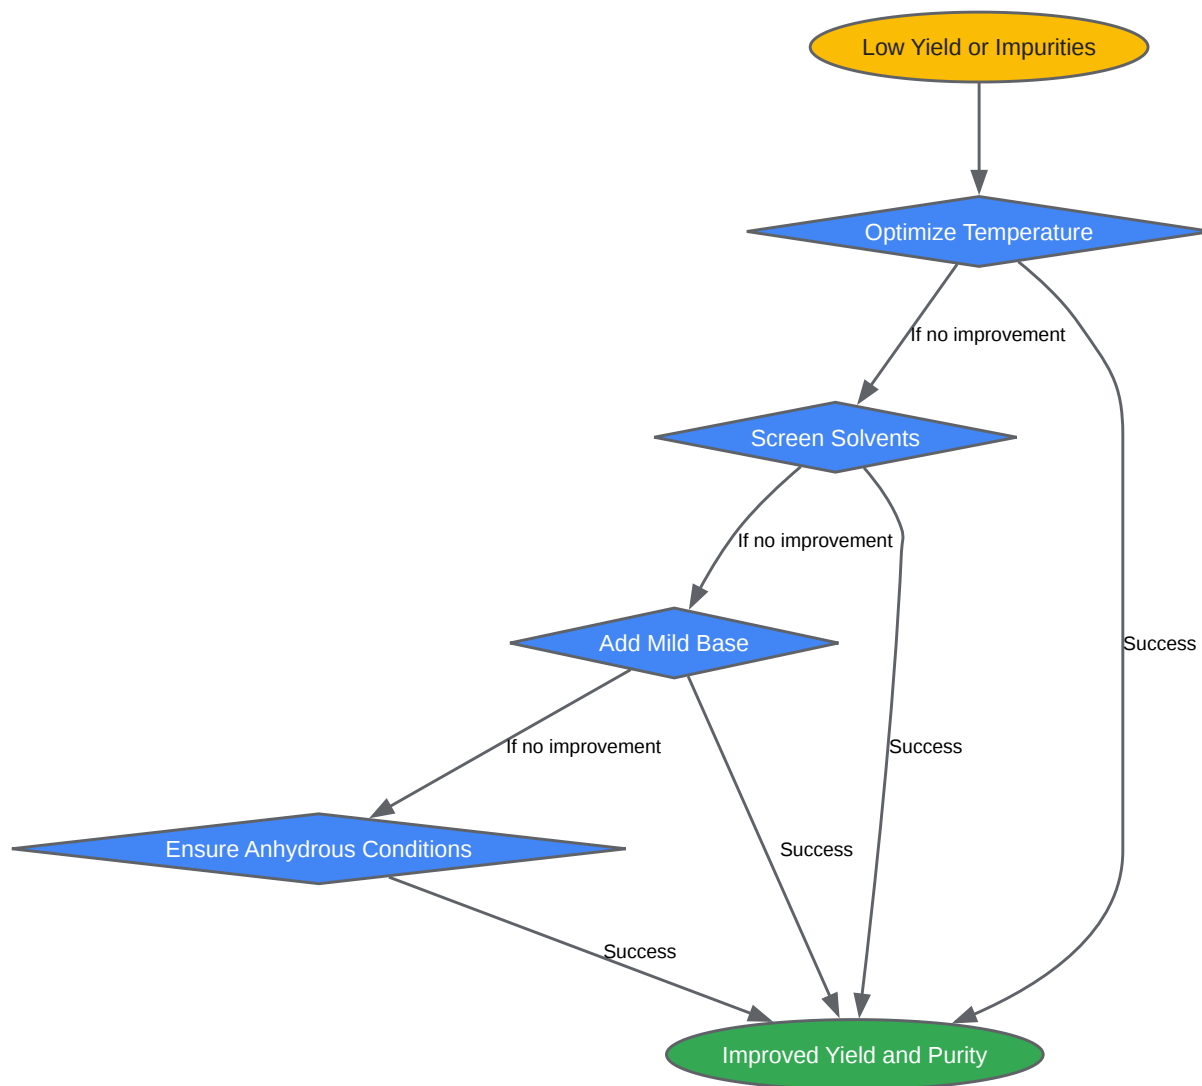 Low Yield or Impurities
Optimize Temperature
If no improvement
Screen Solvents
If no improvement
Add Mild Base
Success
If no improvement
Success
Ensure Anhydrous Conditions
Success
Success
Improved Yield and Purity